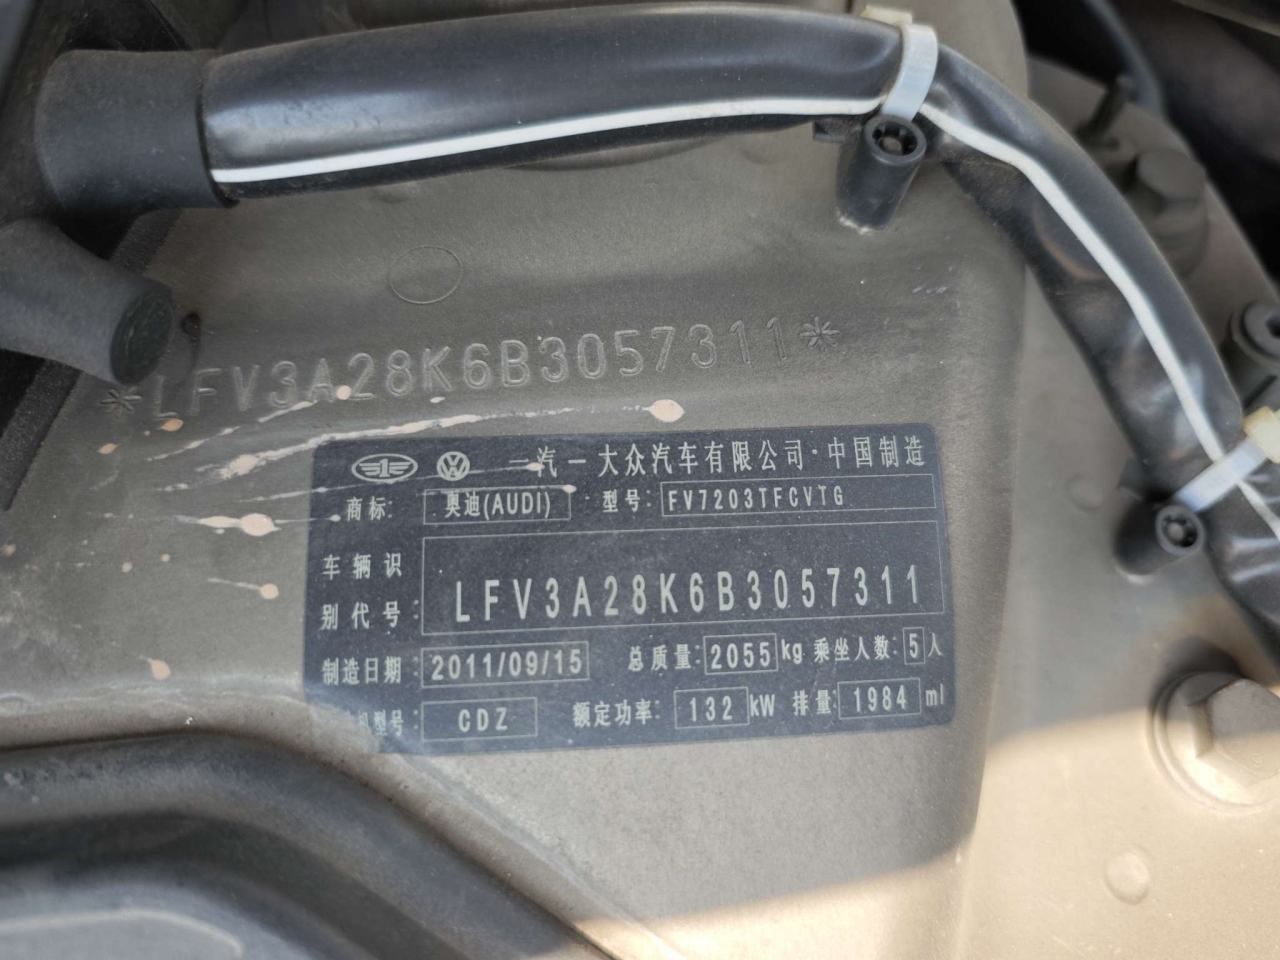 *LFV3A28K6B3057311*
一汽一大众汽车有限公司·中国制造
商标: 奥迪(AUDI) 型号: FV7203TFCVTG
车辆识
别代号: LFV3A28K6B3057311
制造日期: 2011/09/15 总质量: 2055 kg 乘坐人数: 5 人
机型号: CDZ 额定功率: 132 kW 排量: 1984 ml